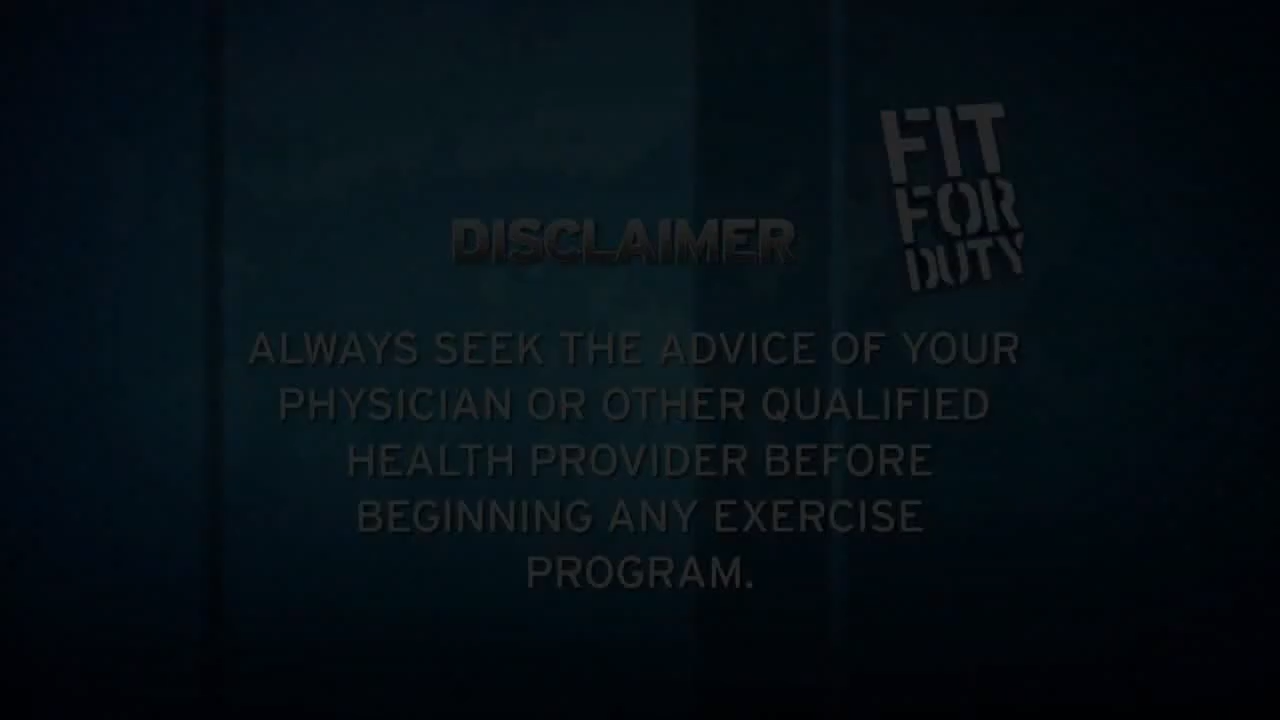 FIT
FOR
DUTY
DISCLAIMER
ALWAYS SEEK THE ADVICE OF YOUR
PHYSICIAN OR OTHER QUALIFIED
HEALTH PROVIDER BEFORE
BEGINNING ANY EXERCISE
PROGRAM.